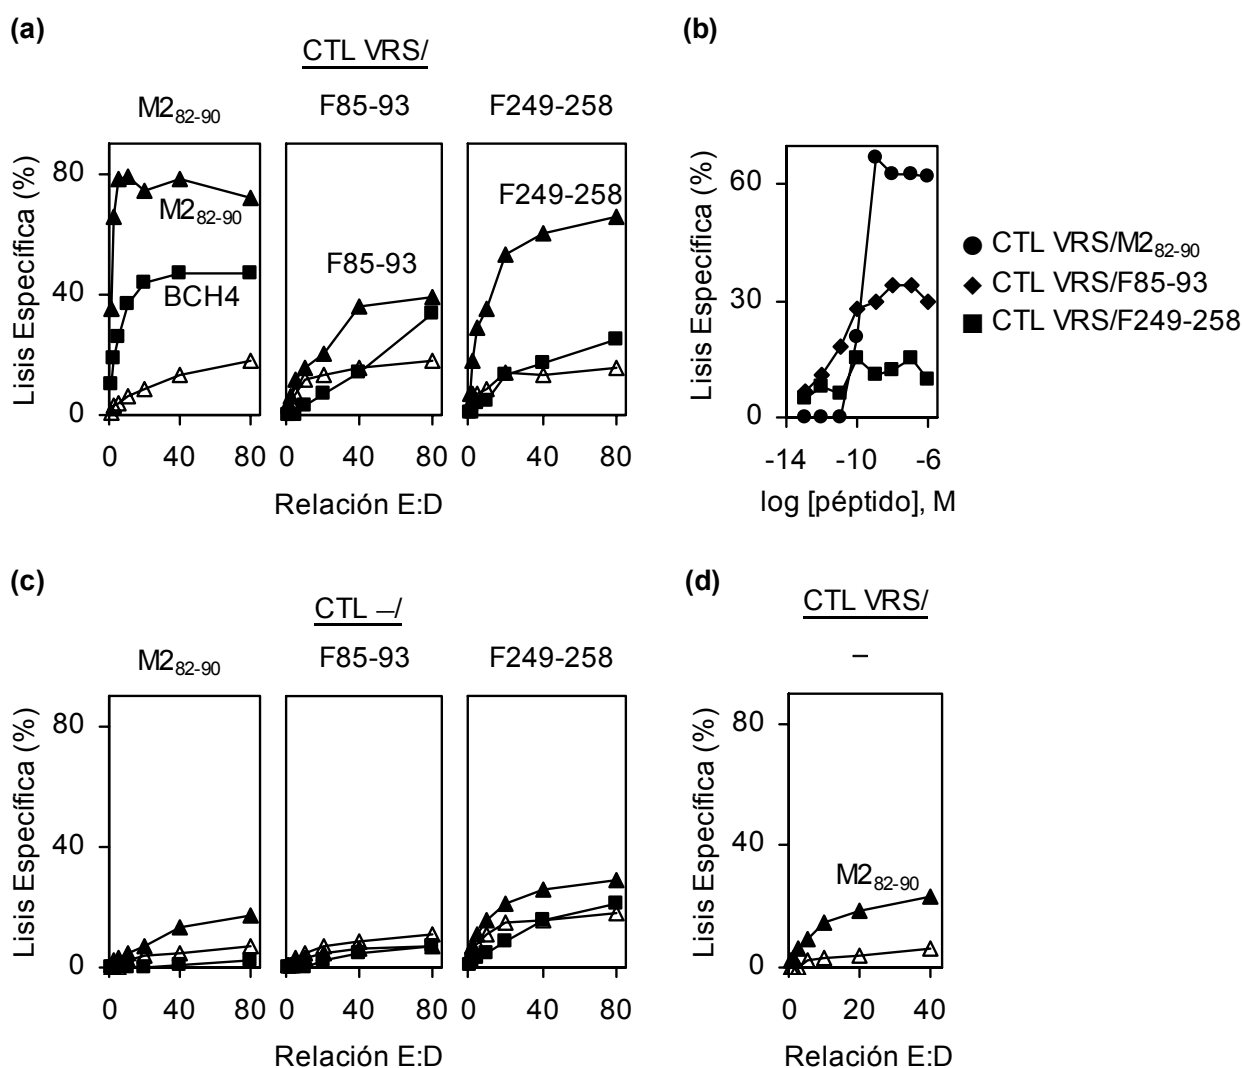 (a)
CTL VRS/
M2₈₂₋₉₀ F85-93 F249-258
Lisis Específica (%)
80
40
0
M2₈₂₋₉₀
BCH4
F85-93
F249-258
0 40 80 0 40 80 0 40 80
Relación E:D
(b)
Lisis Específica (%)
60
30
0
-14 -10 -6
log [péptido], M
CTL VRS/M2₈₂₋₉₀
CTL VRS/F85-93
CTL VRS/F249-258
(c)
CTL –/
M2₈₂₋₉₀ F85-93 F249-258
Lisis Específica (%)
80
40
0
0 40 80 0 40 80 0 40 80
Relación E:D
(d)
CTL VRS/
–
Lisis Específica (%)
80
40
0
M2₈₂₋₉₀
0 20 40
Relación E:D